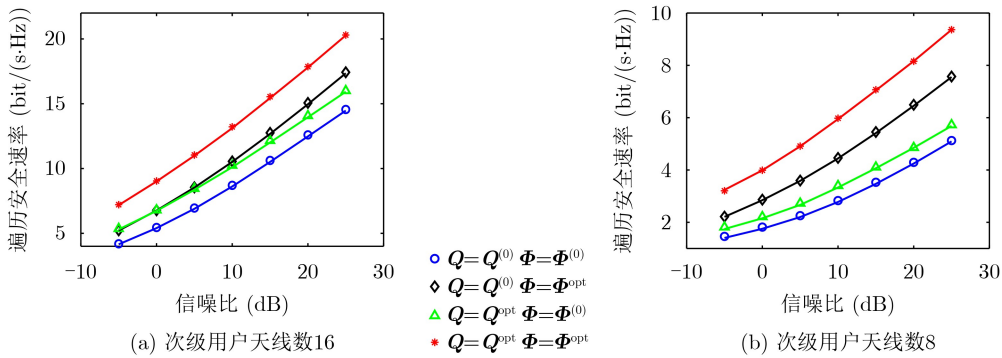 遍历安全速率 (bit/(s·Hz))
20
15
10
5
−10 0 10 20 30
信噪比 (dB)
(a) 次级用户天线数16
Q=Q(0) Φ=Φ(0)
Q=Q(0) Φ=Φopt
Q=Qopt Φ=Φ(0)
Q=Qopt Φ=Φopt
遍历安全速率 (bit/(s·Hz))
10
8
6
4
2
−10 0 10 20 30
信噪比 (dB)
(b) 次级用户天线数8